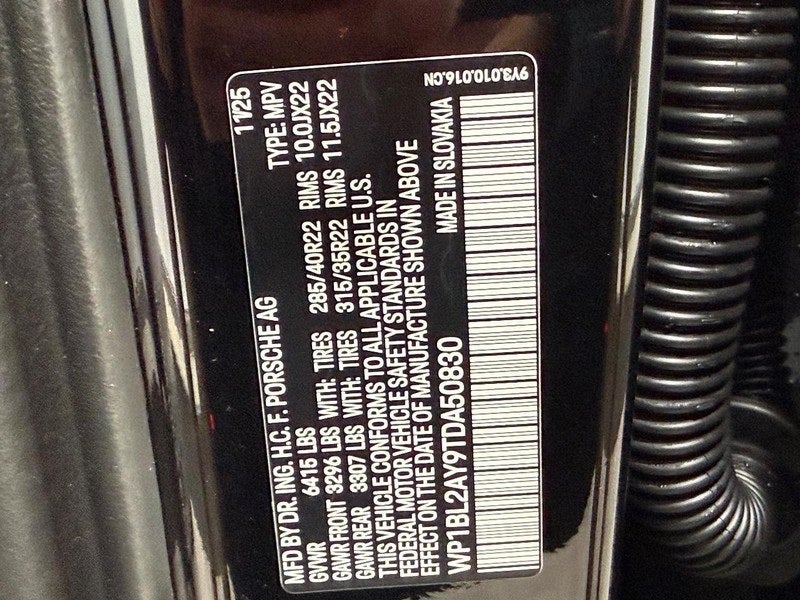 MFD BY DR. ING. H.C. F. PORSCHE AG 11/25
GVWR 6415 LBS TYPE: MPV
GAWR FRONT 3296 LBS WITH: TIRES 285/40R22 RIMS 10.0JX22
GAWR REAR 3307 LBS WITH: TIRES 315/35R22 RIMS 11.5JX22
THIS VEHICLE CONFORMS TO ALL APPLICABLE U.S.
FEDERAL MOTOR VEHICLE SAFETY STANDARDS IN
EFFECT ON THE DATE OF MANUFACTURE SHOWN ABOVE
WP1BL2AY9TDA50830 MADE IN SLOVAKIA
9Y3.010.016.CN